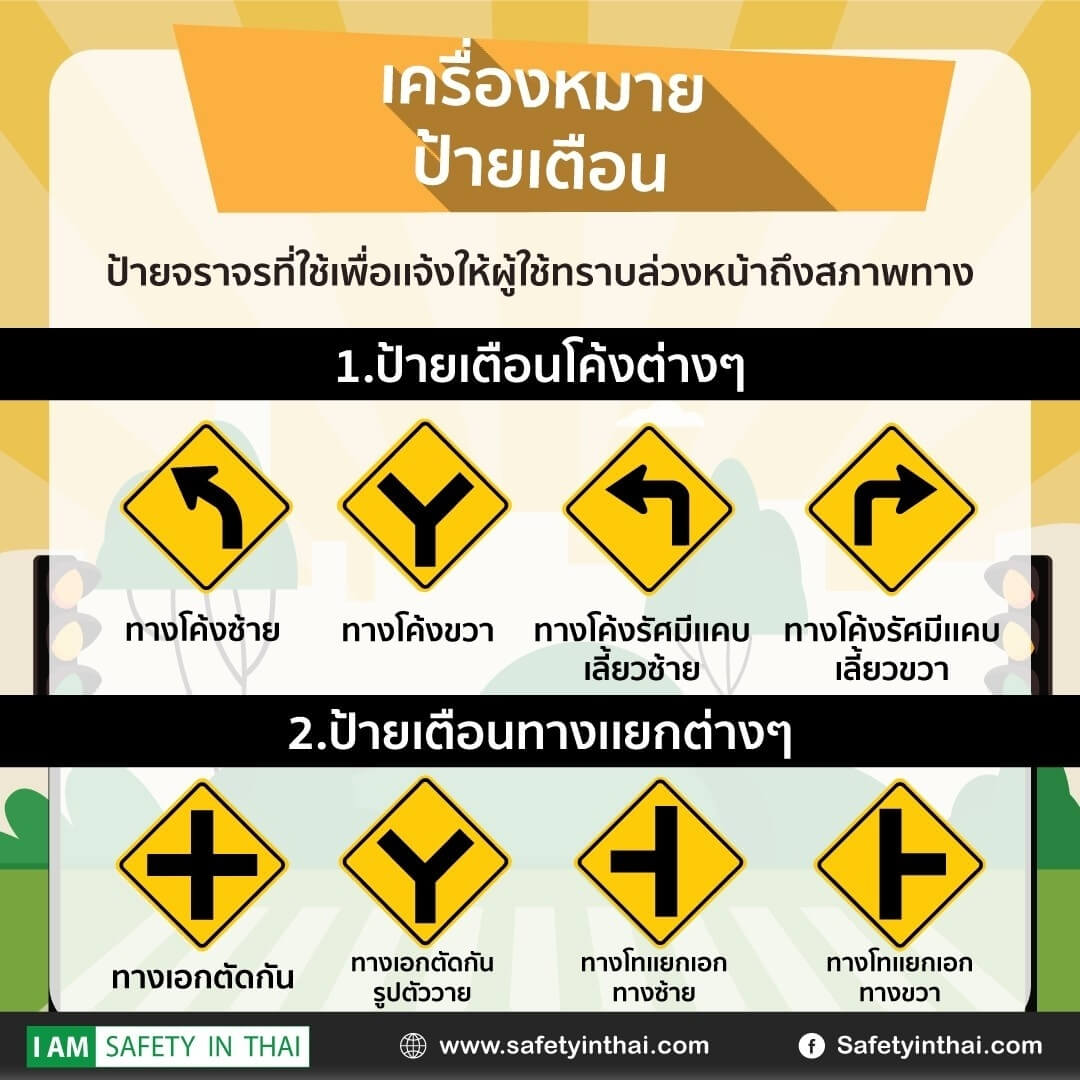 เครื่องหมาย
ป้ายเตือน
ป้ายจราจรที่ใช้เพื่อแจ้งให้ผู้ใช้ทราบล่วงหน้าถึงสภาพทาง
1.ป้ายเตือนโค้งต่างๆ
ทางโค้งซ้าย
ทางโค้งขวา
ทางโค้งรัศมีแคบ
เลี้ยวซ้าย
ทางโค้งรัศมีแคบ
เลี้ยวขวา
2.ป้ายเตือนทางแยกต่างๆ
ทางเอกตัดกัน
ทางเอกตัดกัน
รูปตัววาย
ทางโทแยกเอก
ทางซ้าย
ทางโทแยกเอก
ทางขวา
I AM SAFETY IN THAI
www.safetyinthai.com
Safetyinthai.com